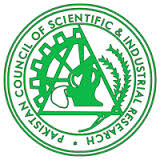 PAKISTAN COUNCIL OF SCIENTIFIC & INDUSTRIAL RESEARCH